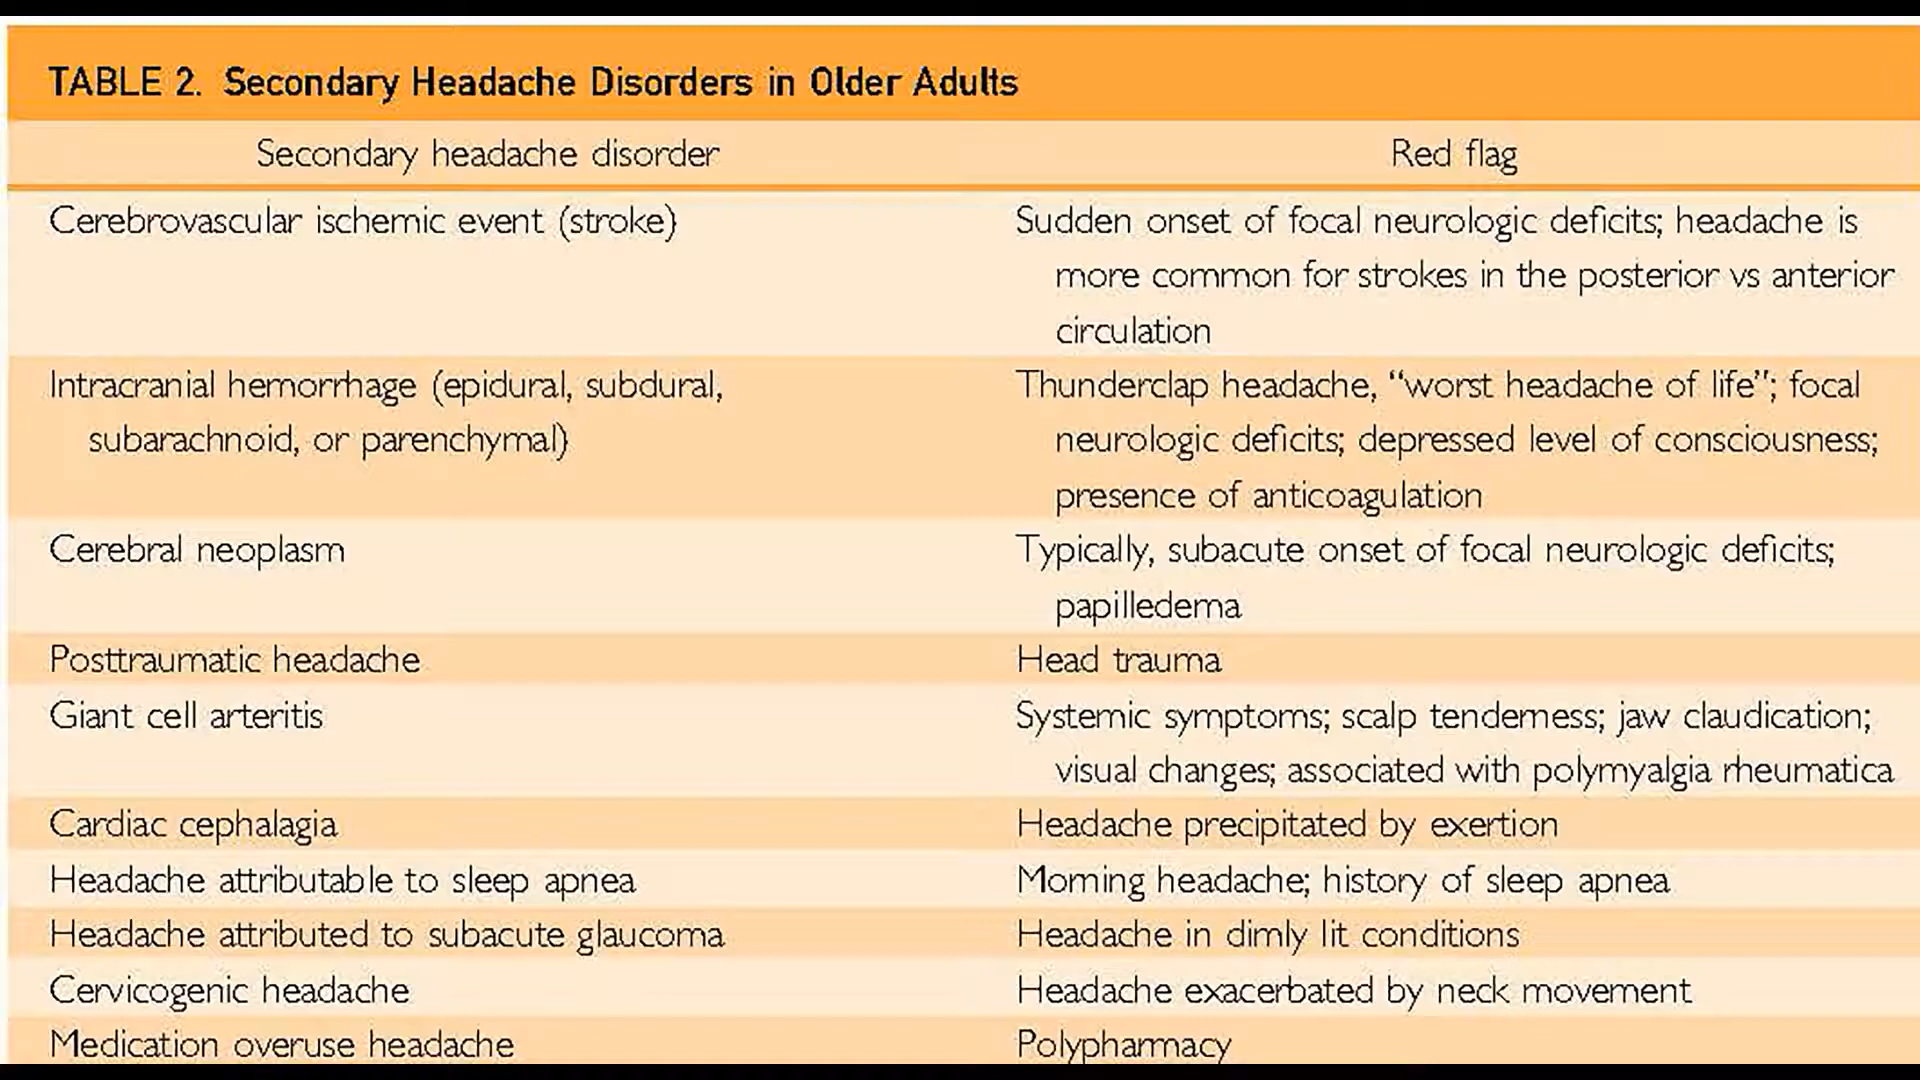 TABLE 2. Secondary Headache Disorders in Older Adults
Secondary headache disorder Red flag
Cerebrovascular ischemic event (stroke) Sudden onset of focal neurologic deficits; headache is
more common for strokes in the posterior vs anterior
circulation
Intracranial hemorrhage (epidural, subdural, Thunderclap headache, “worst headache of life”; focal
subarachnoid, or parenchymal) neurologic deficits; depressed level of consciousness;
presence of anticoagulation
Cerebral neoplasm Typically, subacute onset of focal neurologic deficits;
papilledema
Posttraumatic headache Head trauma
Giant cell arteritis Systemic symptoms; scalp tenderness; jaw claudication;
visual changes; associated with polymyalgia rheumatica
Cardiac cephalagia Headache precipitated by exertion
Headache attributable to sleep apnea Morning headache; history of sleep apnea
Headache attributed to subacute glaucoma Headache in dimly lit conditions
Cervicogenic headache Headache exacerbated by neck movement
Medication overuse headache Polypharmacy